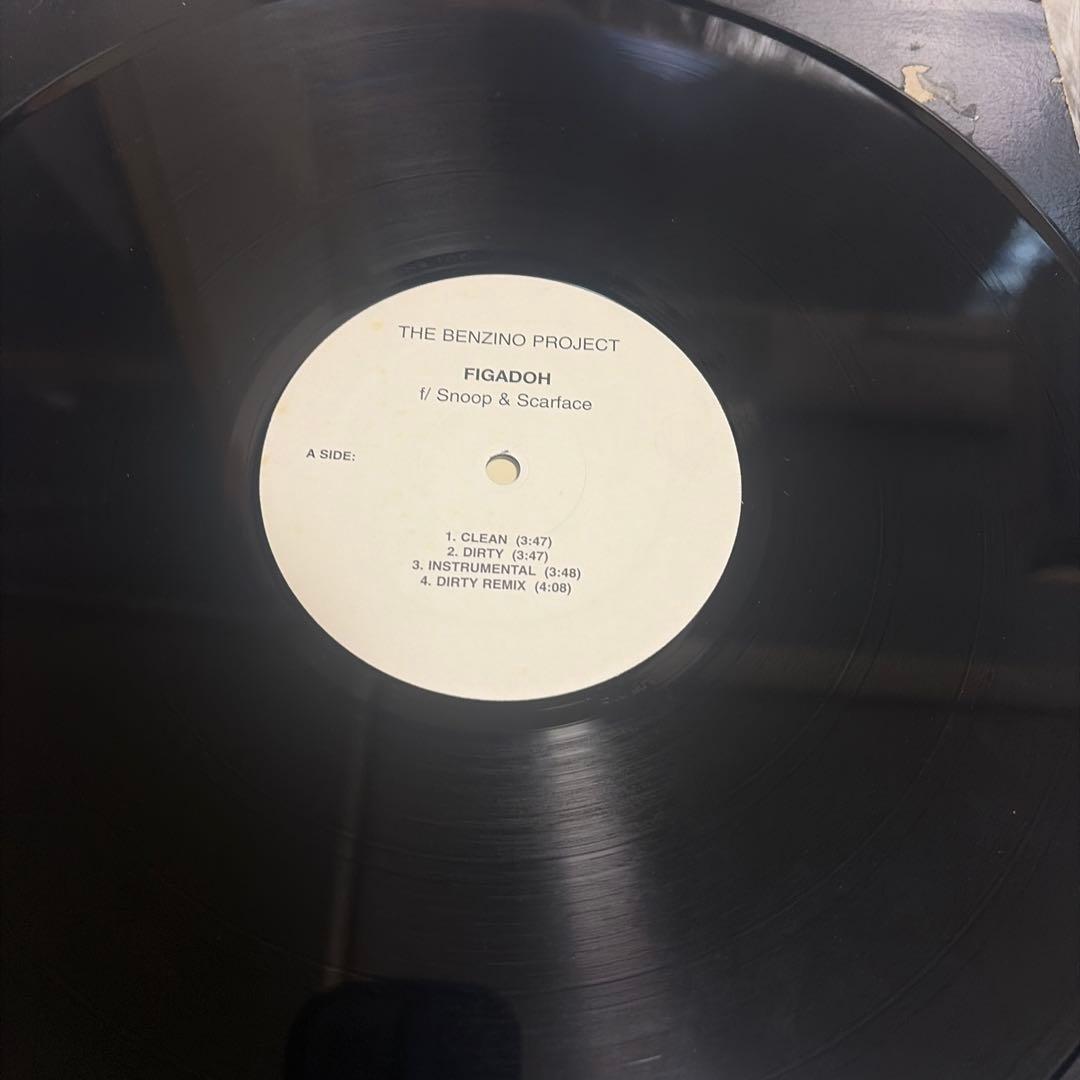 THE BENZINO PROJECT
FIGADOH
f/ Snoop & Scarface
A SIDE:
1. CLEAN (3:47)
2. DIRTY (3:47)
3. INSTRUMENTAL (3:48)
4. DIRTY REMIX (4:08)